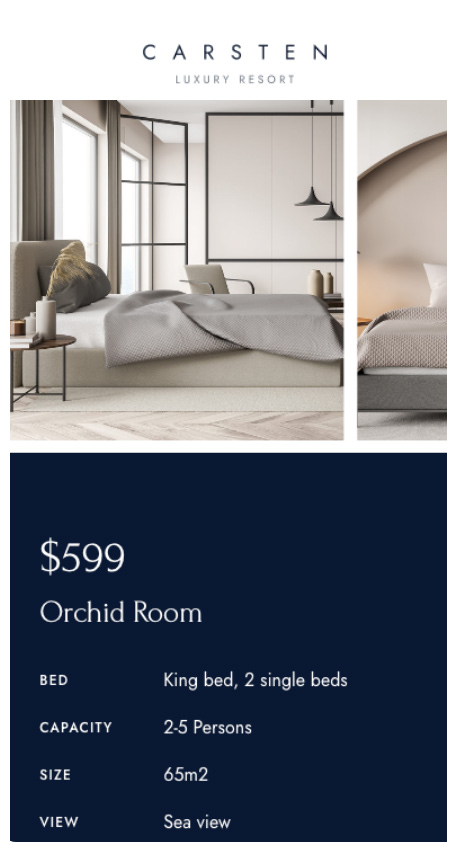 CARSTEN
LUXURY RESORT
$599
Orchid Room
BED King bed, 2 single beds
CAPACITY 2-5 Persons
SIZE 65m2
VIEW Sea view